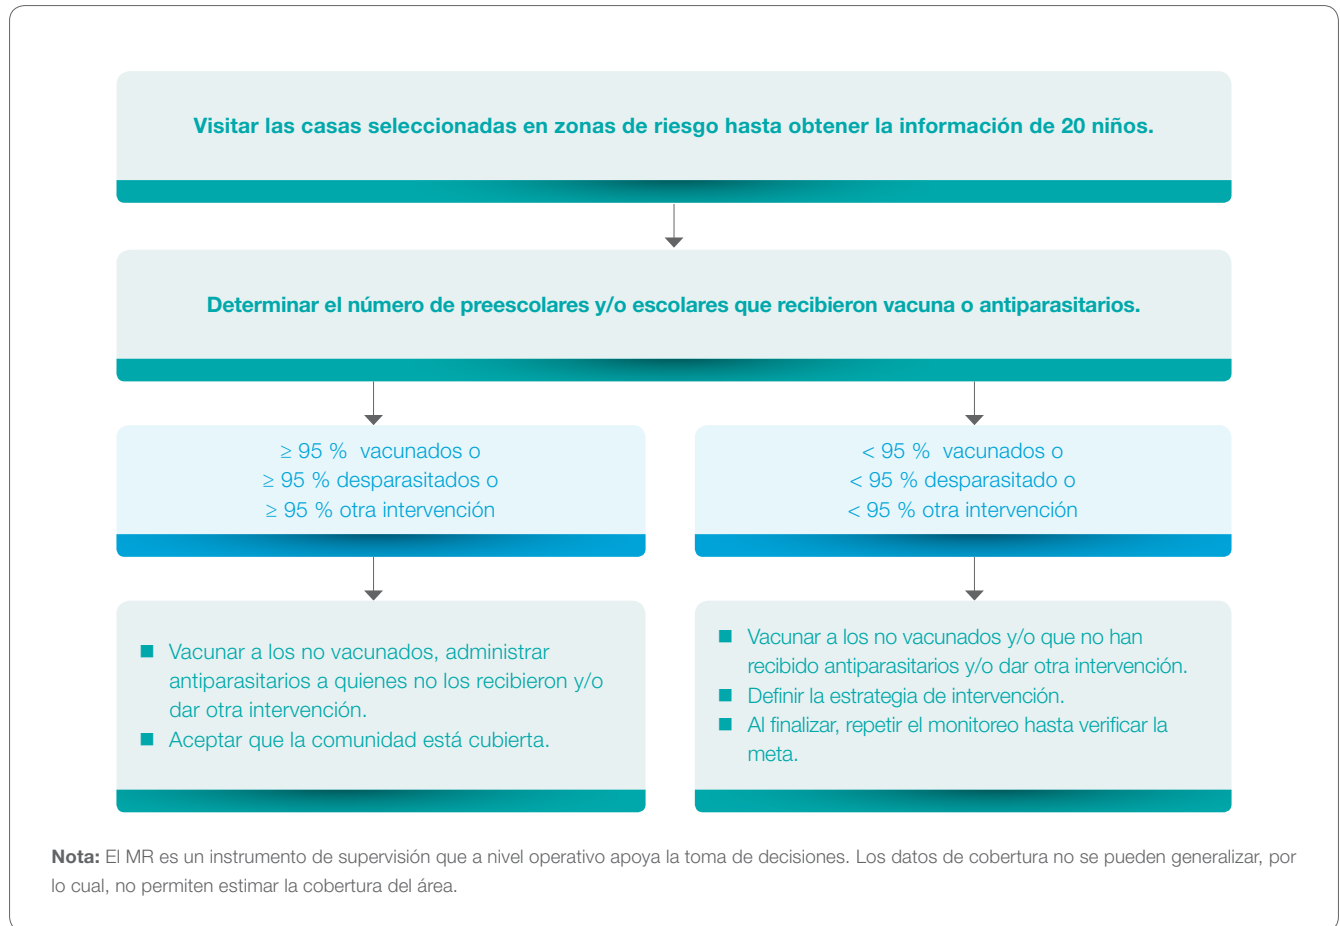 Visitar las casas seleccionadas en zonas de riesgo hasta obtener la información de 20 niños.
Determinar el número de preescolares y/o escolares que recibieron vacuna o antiparasitarios.
≥ 95 % vacunados o
≥ 95 % desparasitados o
≥ 95 % otra intervención
< 95 % vacunados o
< 95 % desparasitado o
< 95 % otra intervención
■ Vacunar a los no vacunados, administrar
antiparasitarios a quienes no los recibieron y/o
dar otra intervención.
■ Aceptar que la comunidad está cubierta.
■ Vacunar a los no vacunados y/o que no han
recibido antiparasitarios y/o dar otra intervención.
■ Definir la estrategia de intervención.
■ Al finalizar, repetir el monitoreo hasta verificar la
meta.
Nota: El MR es un instrumento de supervisión que a nivel operativo apoya la toma de decisiones. Los datos de cobertura no se pueden generalizar, por
lo cual, no permiten estimar la cobertura del área.